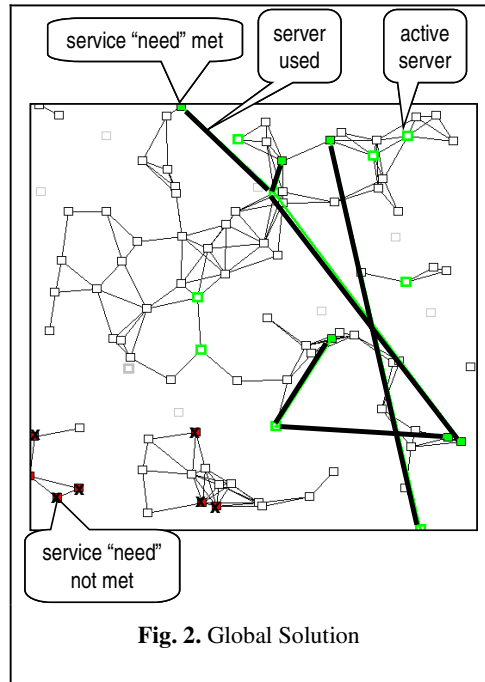 service “need” met
server
used
active
server
service “need”
not met
Fig. 2. Global Solution